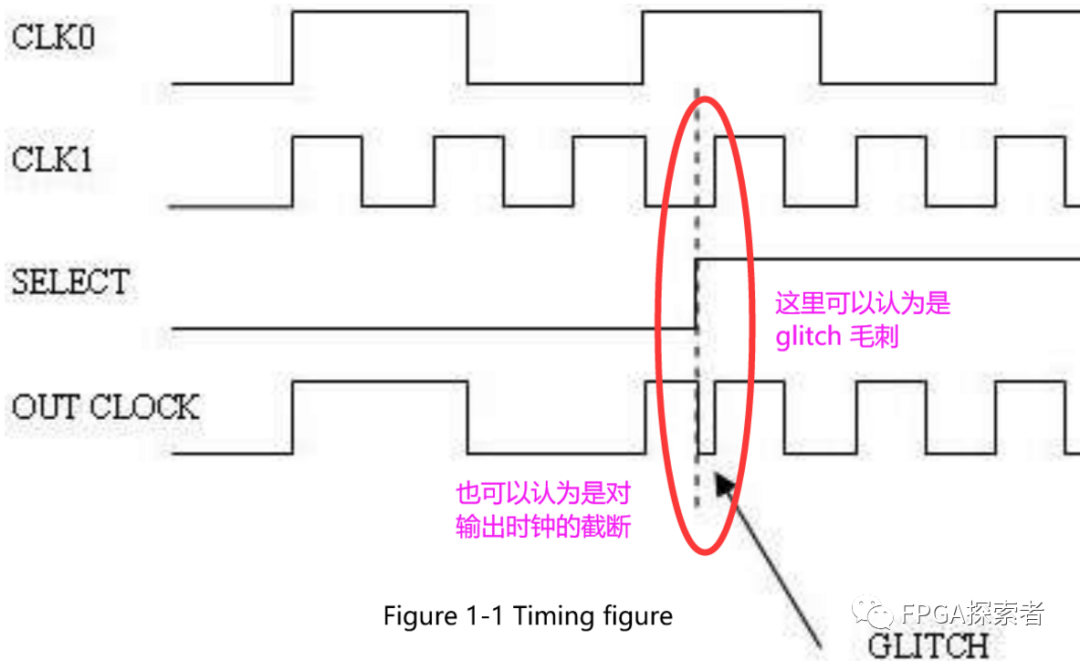 CLK0
CLK1
SELECT
这里可以认为是
glitch 毛刺
OUT CLOCK
也可以认为是对
输出时钟的截断
Figure 1-1 Timing figure
FPGA探索者
GLITCH